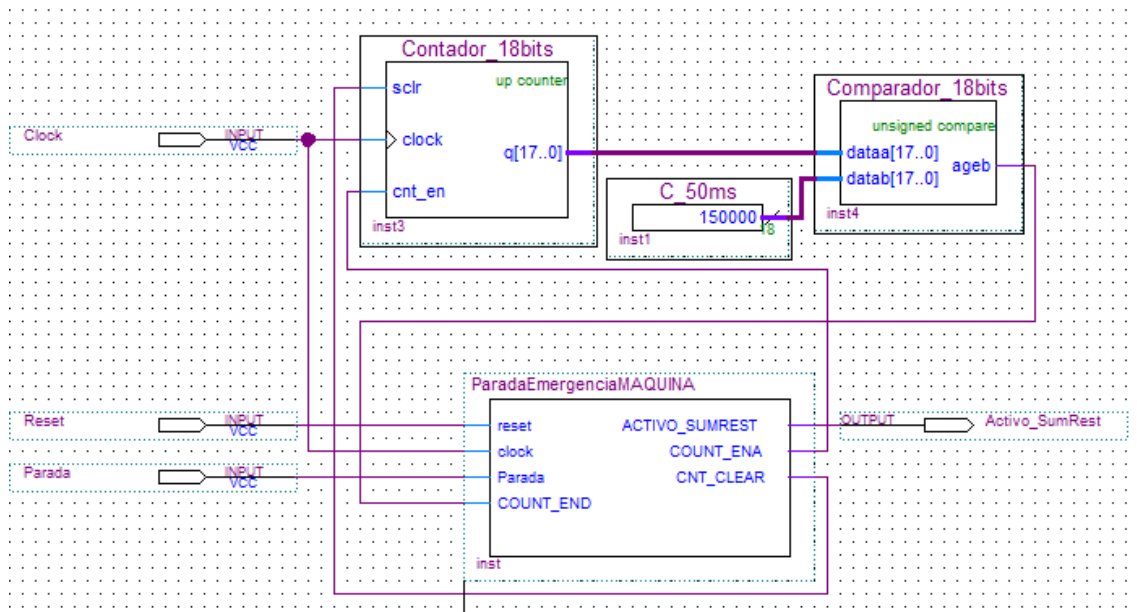 Contador_18bits
up counter
sclr
clock
q[17..0]
cnt_en
inst3
Clock
INPUT
VCC
Comparador_18bits
unsigned compare
dataa[17..0]
ageb
datab[17..0]
inst4
C_50ms
150000
18
inst1
ParadaEmergenciaMAQUINA
reset
ACTIVO_SUMREST
clock
COUNT_ENA
Parada
CNT_CLEAR
COUNT_END
inst
Reset
INPUT
VCC
Parada
INPUT
VCC
OUTPUT
Activo_SumRest